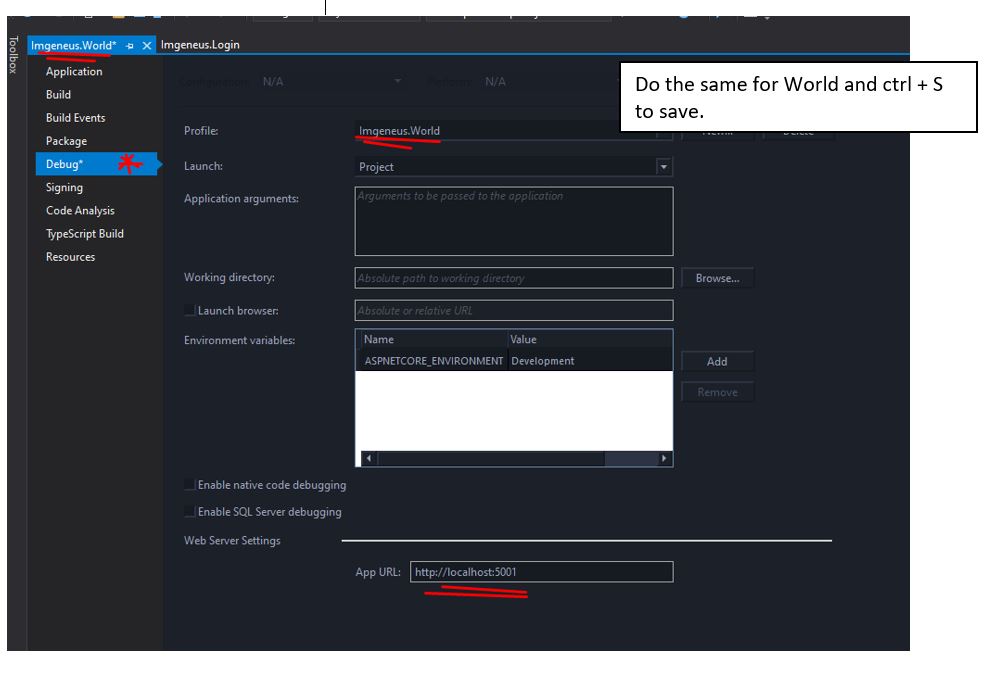 Toolbox
Imgeneus.World*
Imgeneus.Login
Application
Build
Build Events
Package
Debug*
Signing
Code Analysis
TypeScript Build
Resources
Configuration: N/A
Platform: N/A
Do the same for World and ctrl + S
to save.
Profile: Imgeneus.World
Launch: Project
Application arguments: Arguments to be passed to the application
Working directory: Absolute path to working directory Browse...
Launch browser: Absolute or relative URL
Environment variables:
Name Value
ASPNETCORE_ENVIRONMENT Development
Add
Remove
Enable native code debugging
Enable SQL Server debugging
Web Server Settings
App URL: http://localhost:5001